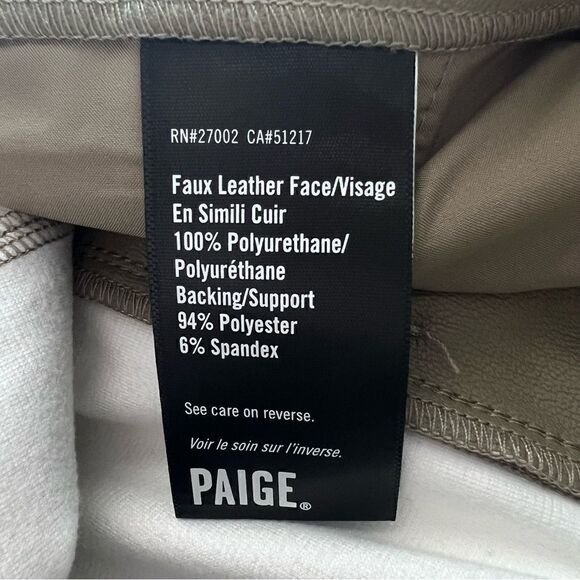 RN#27002 CA#51217
Faux Leather Face/Visage
En Simili Cuir
100% Polyurethane/
Polyuréthane
Backing/Support
94% Polyester
6% Spandex
See care on reverse.
Voir le soin sur l'inverse.
PAIGE®